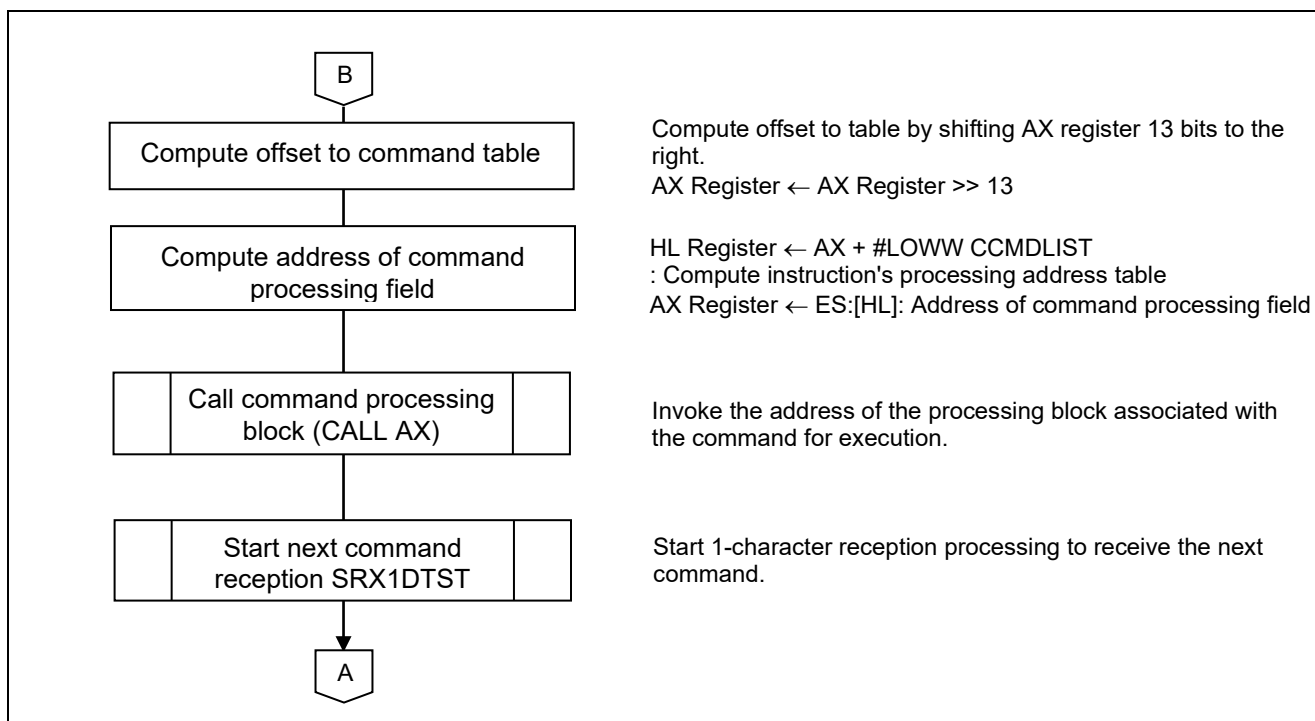 B
Compute offset to command table
Compute offset to table by shifting AX register 13 bits to the
right.
AX Register ← AX Register >> 13
Compute address of command
processing field
HL Register ← AX + #LOWW CCMDLIST
: Compute instruction's processing address table
AX Register ← ES:[HL]: Address of command processing field
Call command processing
block (CALL AX)
Invoke the address of the processing block associated with
the command for execution.
Start next command
reception SRX1DTST
Start 1-character reception processing to receive the next
command.
A